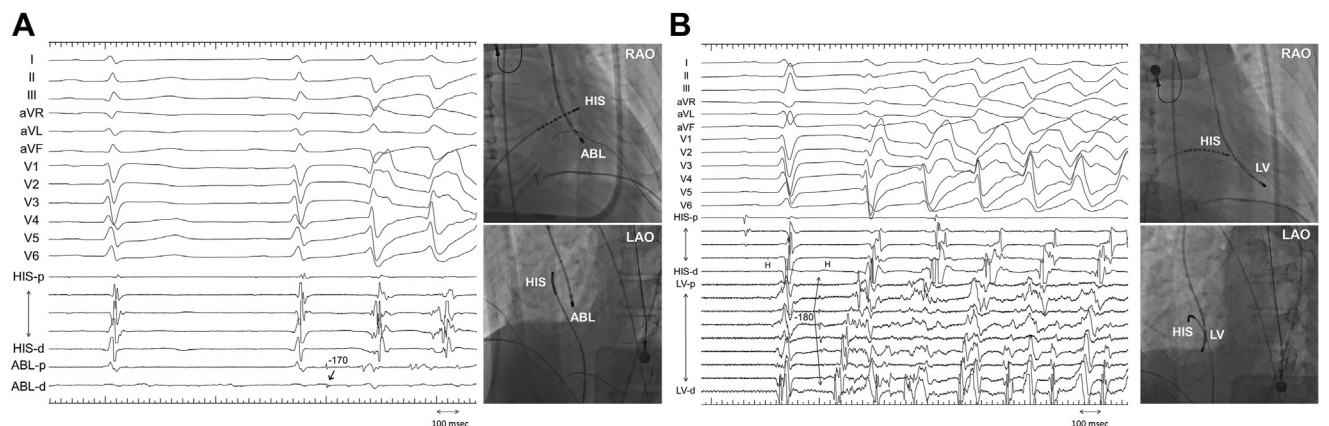 A
I
II
III
aVR
aVL
aVF
V1
V2
V3
V4
V5
V6
HIS-p
HIS-d
ABL-p
ABL-d
-170
100 msec
RAO
HIS
ABL
LAO
HIS
ABL
B
I
II
III
aVR
aVL
aVF
V1
V2
V3
V4
V5
V6
HIS-p
H H
HIS-d
LV-p
-180
LV-d
100 msec
RAO
HIS
LV
LAO
HIS
LV